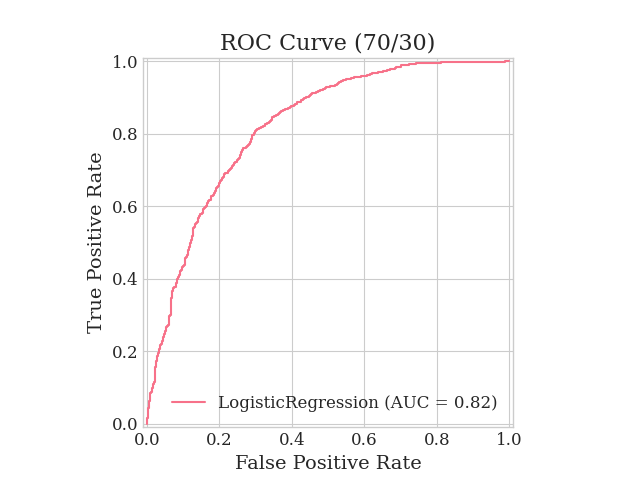 ROC Curve (70/30)
True Positive Rate
1.0
0.8
0.6
0.4
0.2
0.0
LogisticRegression (AUC = 0.82)
0.0 0.2 0.4 0.6 0.8 1.0
False Positive Rate